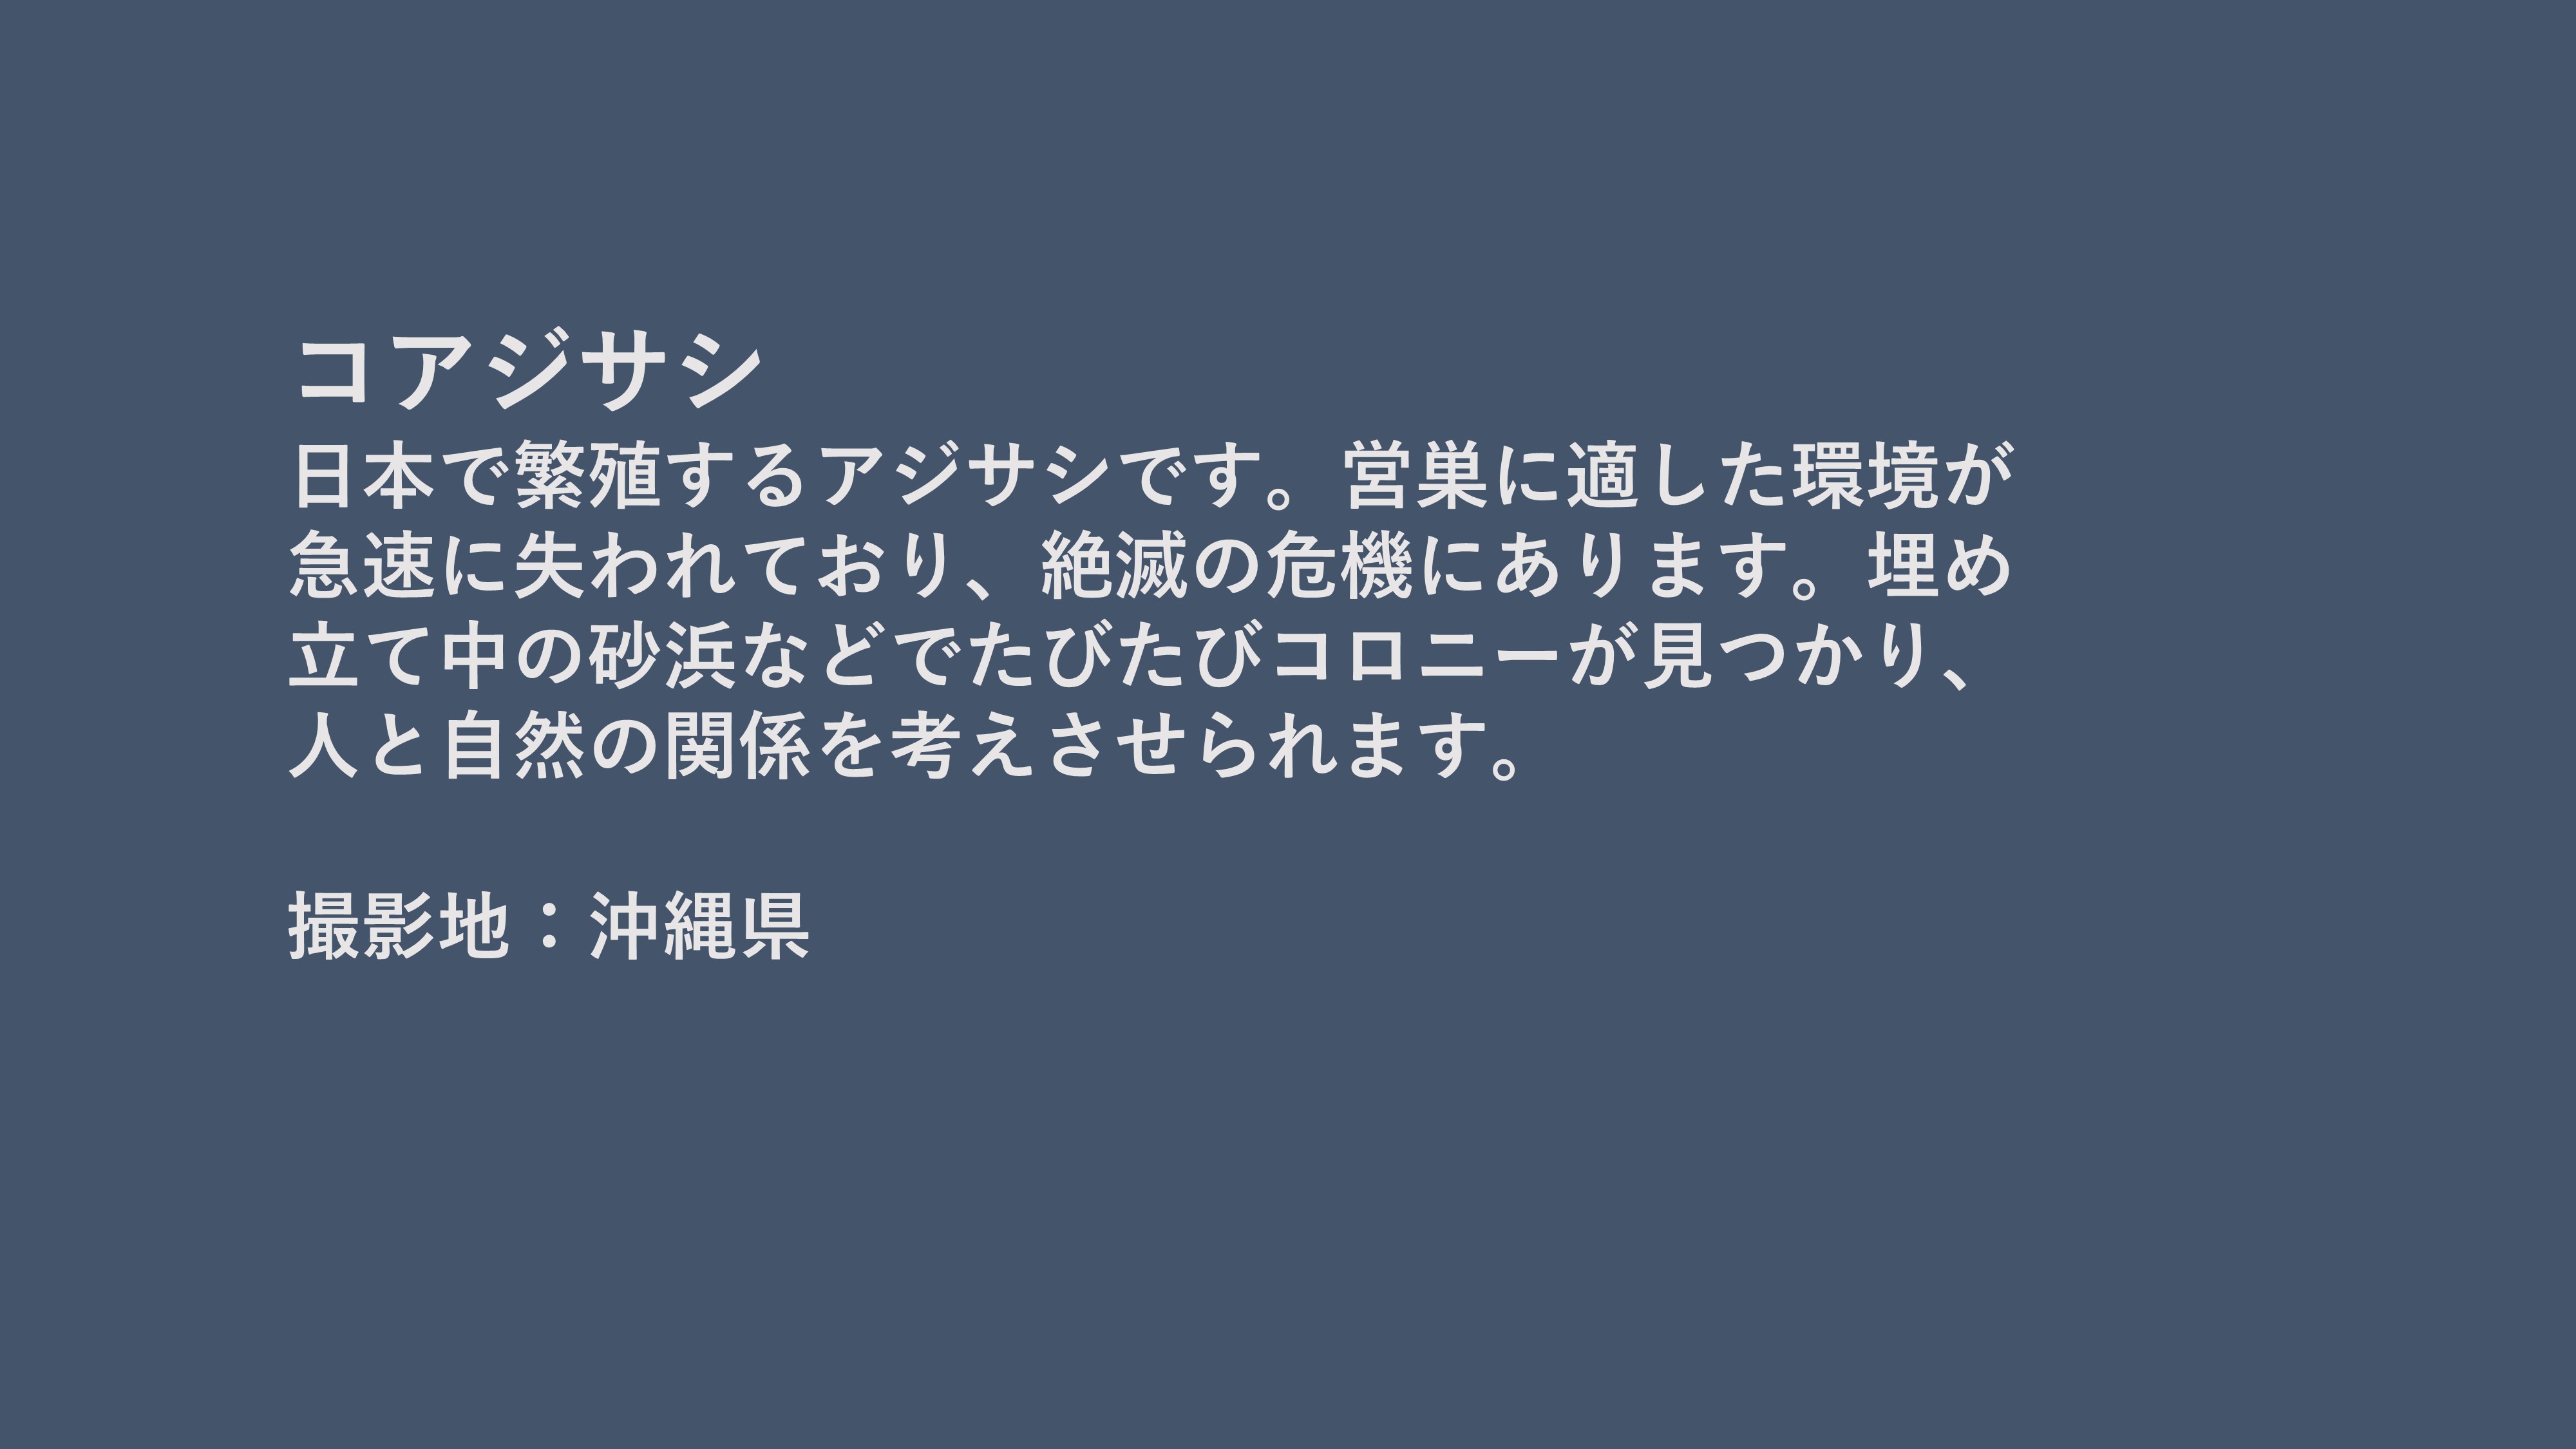 コアジサシ
日本で繁殖するアジサシです。営巣に適した環境が
急速に失われており、絶滅の危機にあります。埋め
立て中の砂浜などでたびたびコロニーが見つかり、
人と自然の関係を考えさせられます。
撮影地：沖縄県